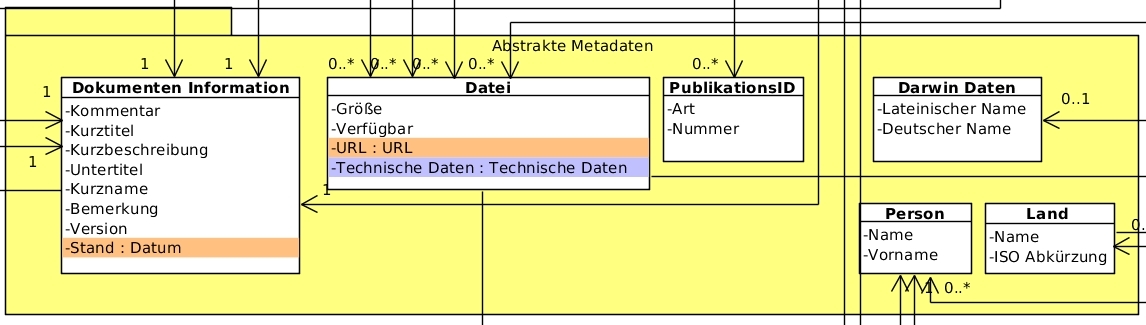 Abstrakte Metadaten
1
1
0..*
0..*
0..*
0..*
0..*
1
1
1
Dokumenten Information
-Kommentar
-Kurztitel
-Kurzbeschreibung
-Untertitel
-Kurzname
-Bemerkung
-Version
-Stand : Datum
Datei
-Größe
-Verfügbar
-URL : URL
-Technische Daten : Technische Daten
PublikationsID
-Art
-Nummer
Darwin Daten
-Lateinischer Name
-Deutscher Name
0..1
Person
-Name
-Vorname
Land
-Name
-ISO Abkürzung
0..*